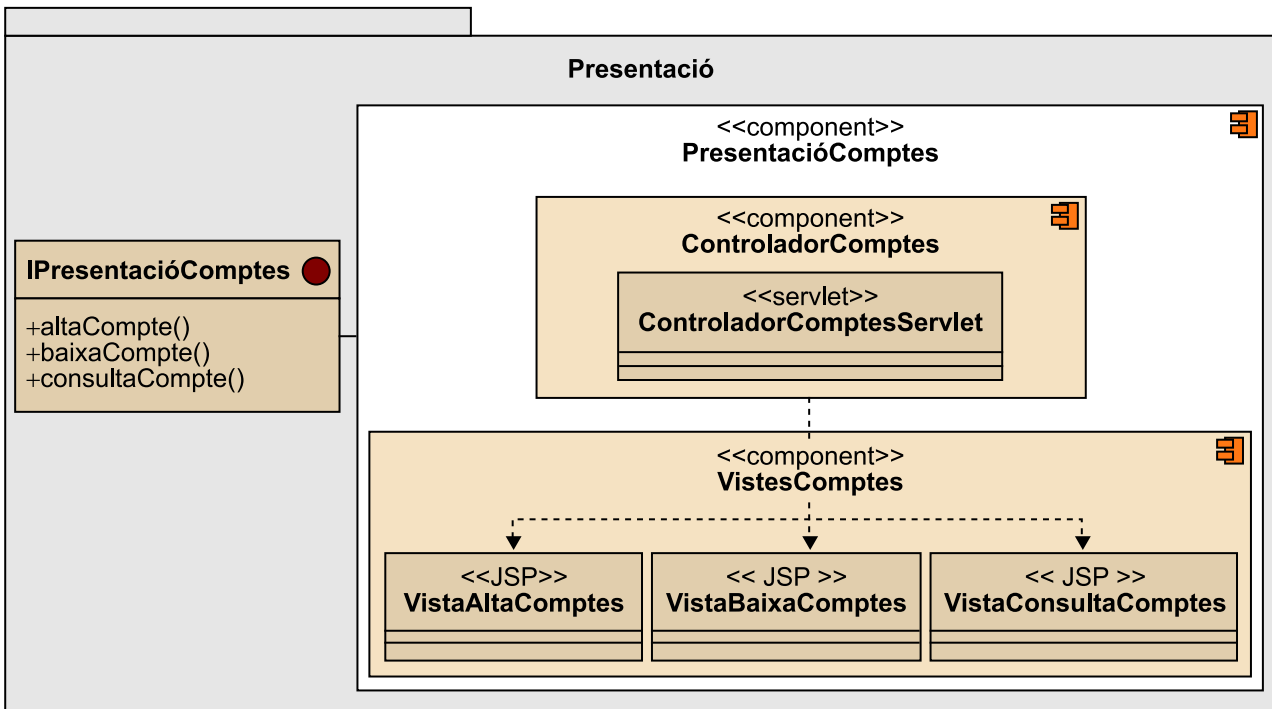 Presentació
<<component>>
PresentacióComptes
<<component>>
ControladorComptes
<<servlet>>
ControladorComptesServlet
IPresentacióComptes
+altaCompte()
+baixaCompte()
+consultaCompte()
<<component>>
VistesComptes
<<JSP>>
VistaAltaComptes
<< JSP >>
VistaBaixaComptes
<< JSP >>
VistaConsultaComptes